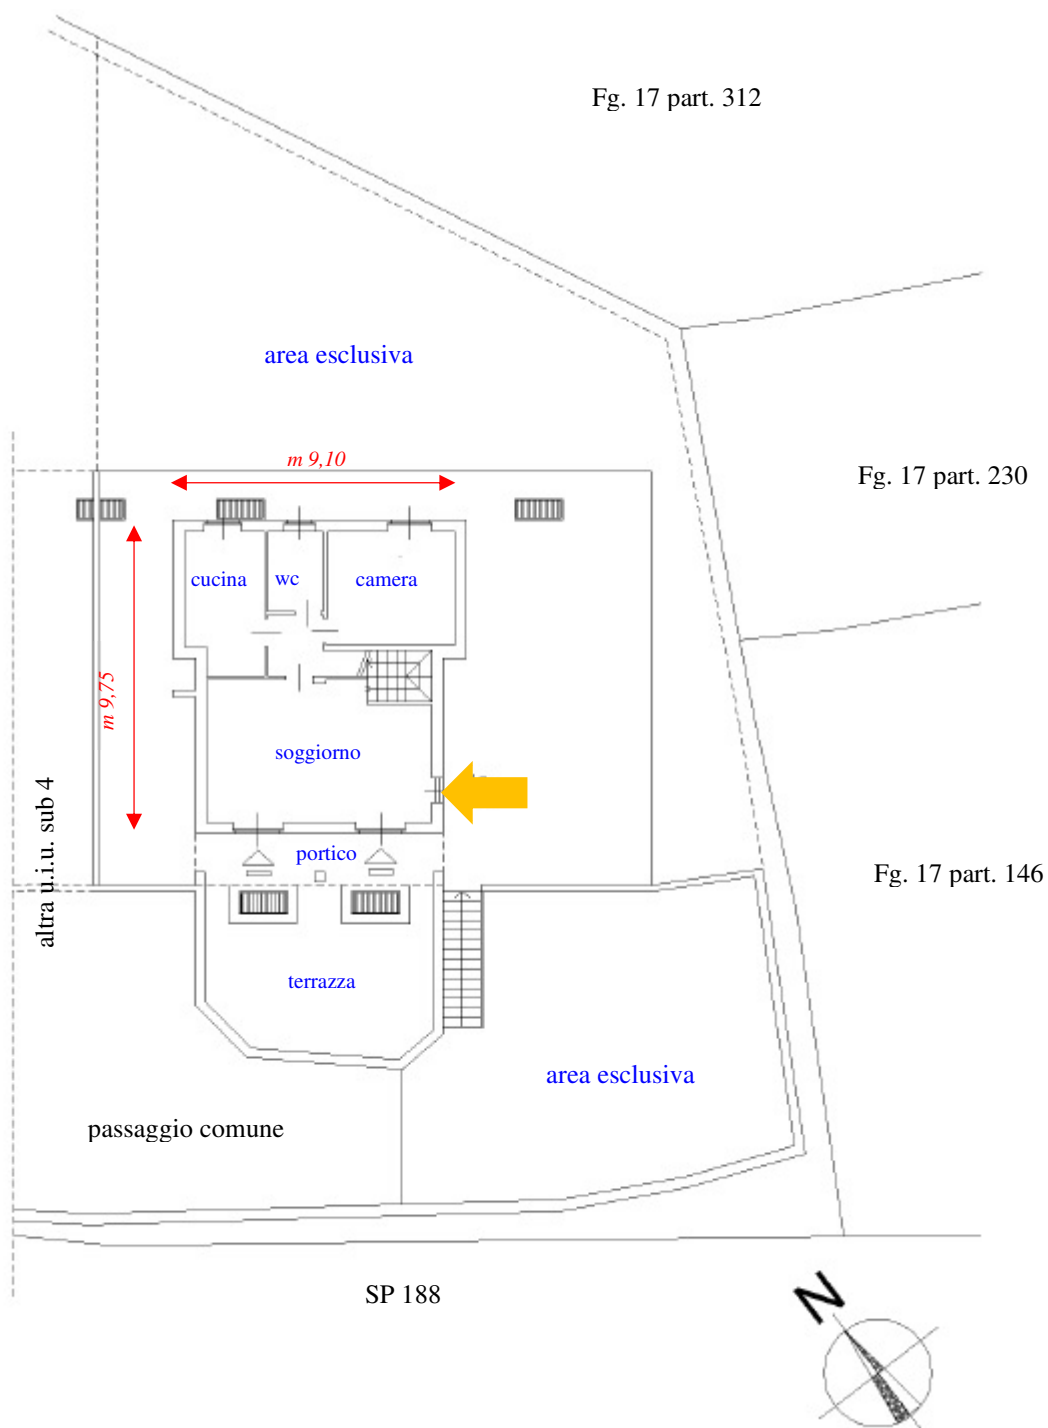 Fg. 17 part. 312
area esclusiva
m 9,10
Fg. 17 part. 230
cucina
wc
camera
m 9,75
soggiorno
altra u.i.u. sub 4
portico
Fg. 17 part. 146
terrazza
area esclusiva
passaggio comune
SP 188
N